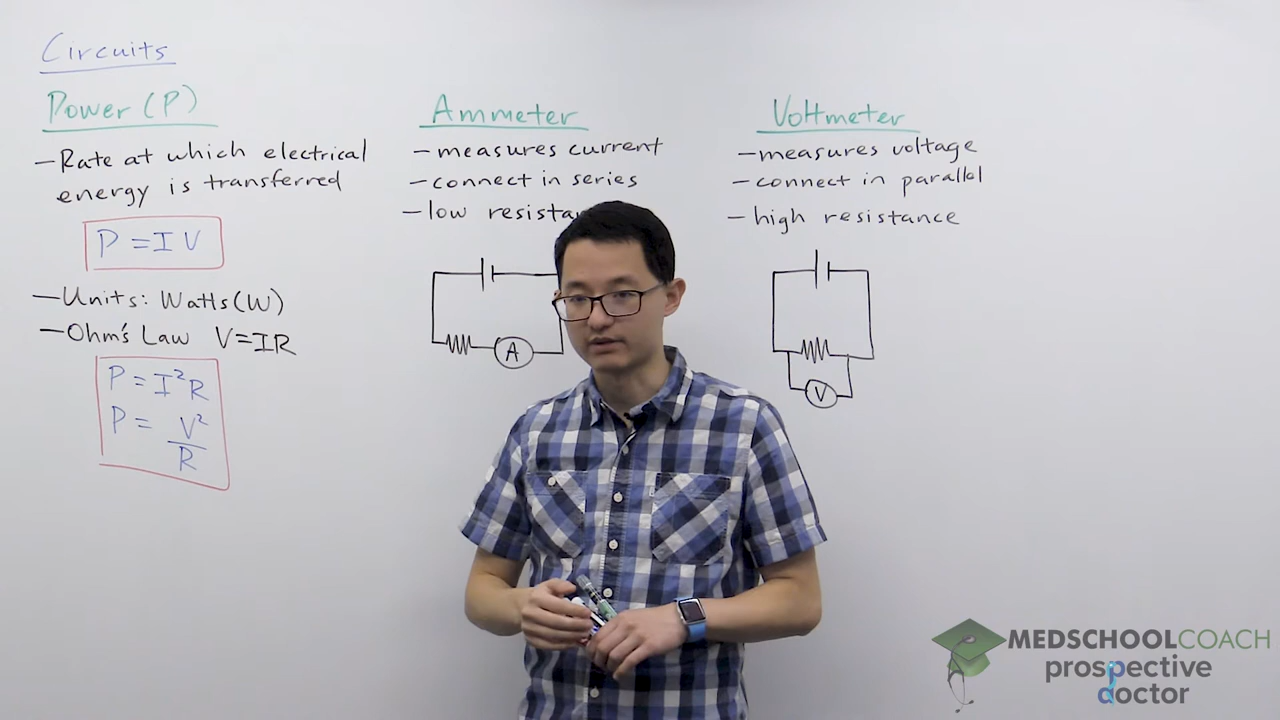 Circuits
Power (P)
– Rate at which electrical
energy is transferred
P = I V
– Units: Watts (W)
– Ohm's Law V = IR
P = I²R
P = V²/R
Ammeter
– measures current
– connect in series
– low
A
Voltmeter
– measures voltage
– connect in parallel
– high resistance
V
MEDSCHOOLCOACH
prospective
doctor